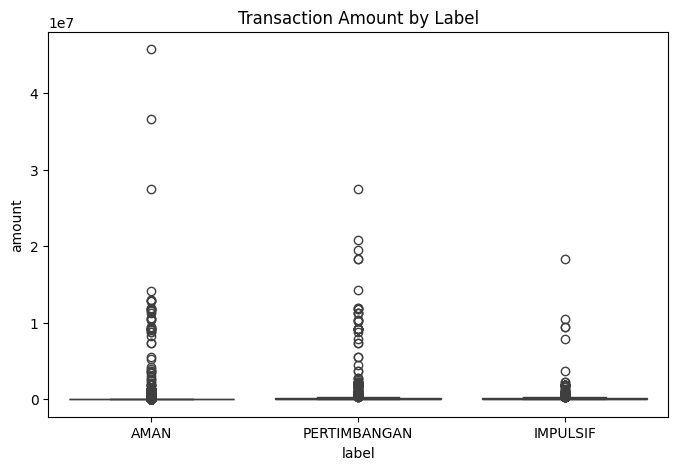 Transaction Amount by Label
1e7
4
3
2
1
0
amount
AMAN
PERTIMBANGAN
IMPULSIF
label